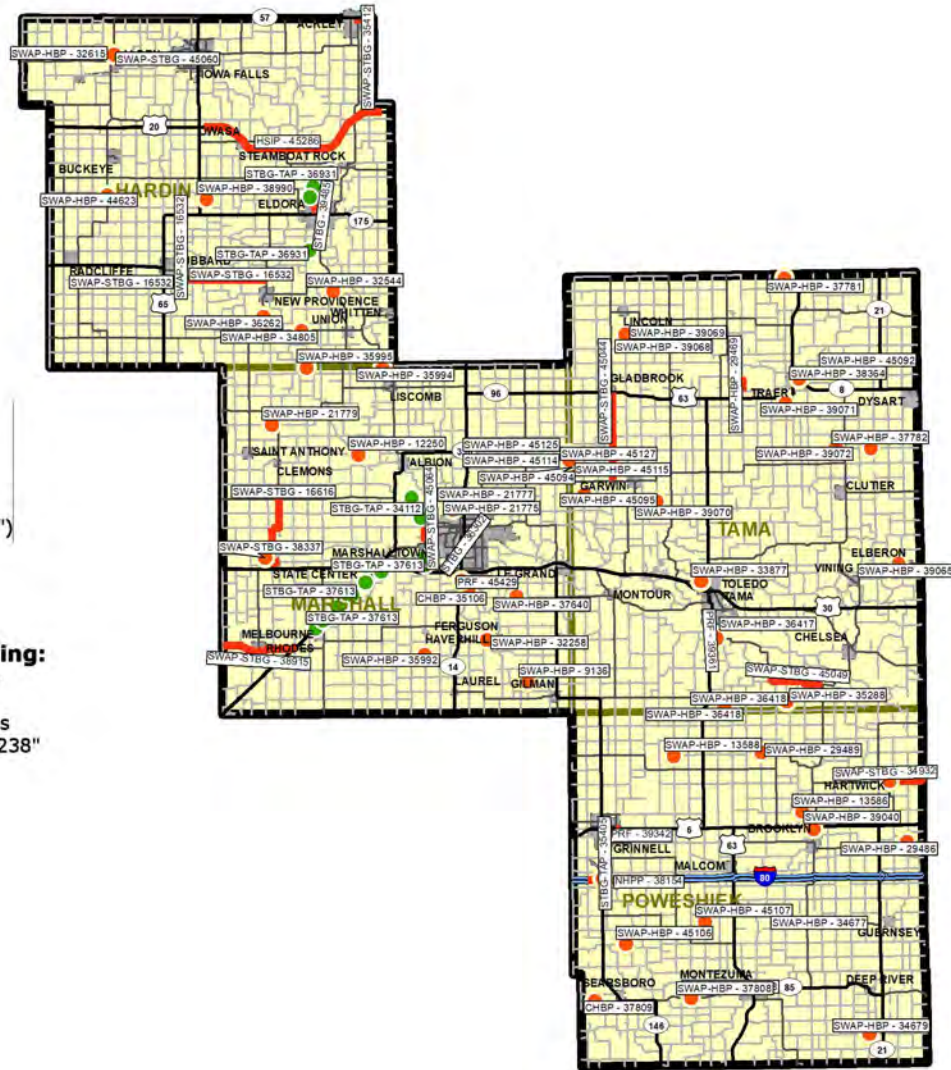 57
ACKLEY
SWAP-STBG - 35412
SWAP-HBP - 32615
SWAP-STBG - 45060
IOWA FALLS
20
OWASA
HSIP - 45286
STEAMBOAT ROCK
BUCKEYE
STBG-TAP - 36931
HARDIN
SWAP-HBP - 38990
SWAP-HBP - 44623
ELDORA
STBG - 39485
175
SWAP-STBG - 16532
STBG-TAP - 36931
RADCLIFFE
HUBBARD
SWAP-STBG - 16532
SWAP-STBG - 16532
SWAP-HBP - 32544
65
NEW PROVIDENCE
WHITTEN
UNION
SWAP-HBP - 36262
SWAP-HBP - 34805
SWAP-HBP - 37781
21
LINCOLN
SWAP-HBP - 39069
SWAP-HBP - 39068
SWAP-HBP - 35995
SWAP-HBP - 35994
SWAP-STBG - 45044
SWAP-HBP - 29469
SWAP-HBP - 45092
SWAP-HBP - 38364
GLADBROOK
LISCOMB
96
63
TRAER
8
DYSART
SWAP-HBP - 39071
SWAP-HBP - 21779
SWAP-HBP - 37782
SWAP-HBP - 39072
SAINT ANTHONY
SWAP-HBP - 12250
SWAP-HBP - 45125
SWAP-HBP - 45114
SWAP-HBP - 45127
ALBION
CLEMONS
SWAP-HBP - 45094
SWAP-HBP - 45115
GARWIN
CLUTIER
SWAP-STBG - 16616
SWAP-STBG - 45064
SWAP-HBP - 21777
SWAP-HBP - 21775
SWAP-HBP - 45095
SWAP-HBP - 39070
STBG-TAP - 34112
STBG - 36302
TAMA
")
SWAP-STBG - 38337
MARSHALLTOWN
STBG-TAP - 37613
ELBERON
VINING
SWAP-HBP - 39065
STATE CENTER
LE GRAND
PRF - 45429
SWAP-HBP - 33877
TOLEDO
TAMA
STBG-TAP - 37613
CHBP - 35106
SWAP-HBP - 37640
MONTOUR
30
MARSHALL
STBG-TAP - 37613
PRF - 39361
SWAP-HBP - 36417
FERGUSON
HAVERHILL
SWAP-HBP - 32258
CHELSEA
MELBOURNE
RHODES
SWAP-STBG - 38915
SWAP-HBP - 35992
14
LAUREL
SWAP-HBP - 9136
GILMAN
SWAP-STBG - 45049
SWAP-HBP - 36418
SWAP-HBP - 35288
SWAP-HBP - 36418
ing:
s
238"
SWAP-HBP - 13588
SWAP-HBP - 29489
SWAP-STBG - 34932
HARTWICK
SWAP-HBP - 13586
SWAP-HBP - 39040
STBG-TAP - 35405
PRF - 39342
6
BROOKLYN
GRINNELL
63
SWAP-HBP - 29486
MALCOM
NHPP - 38154
80
POWESHIEK
SWAP-HBP - 45107
SWAP-HBP - 34677
GUERNSEY
SWAP-HBP - 45106
SEARSBORO
MONTEZUMA
DEEP RIVER
SWAP-HBP - 37808
85
CHBP - 37809
146
SWAP-HBP - 34679
21